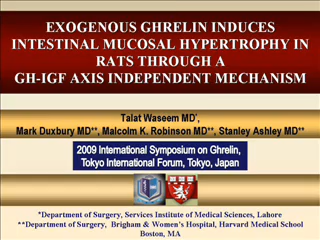 EXOGENOUS GHRELIN INDUCES
INTESTINAL MUCOSAL HYPERTROPHY IN
RATS THROUGH A
GH-IGF AXIS INDEPENDENT MECHANISM
Talat Waseem MD*,
Mark Duxbury MD**, Malcolm K. Robinson MD**, Stanley Ashley MD**
2009 International Symposium on Ghrelin,
Tokyo International Forum, Tokyo, Japan
*Department of Surgery, Services Institute of Medical Sciences, Lahore
**Department of Surgery, Brigham & Women's Hospital, Harvard Medical School
Boston, MA